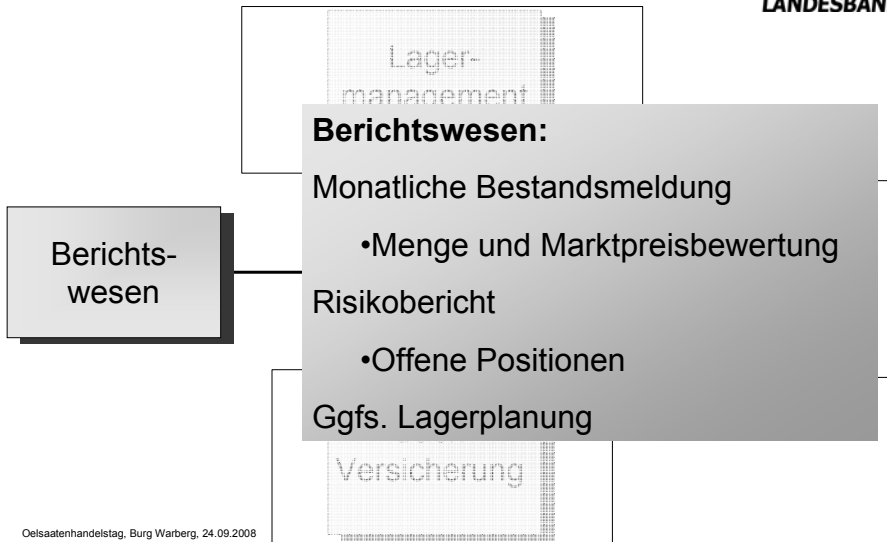 LANDESBAN
Lager-
management
Berichtswesen:
Monatliche Bestandsmeldung
•Menge und Marktpreisbewertung
Berichts-
wesen
Risikobericht
•Offene Positionen
Ggfs. Lagerplanung
Versicherung
Oelsaatenhandelstag, Burg Warberg, 24.09.2008